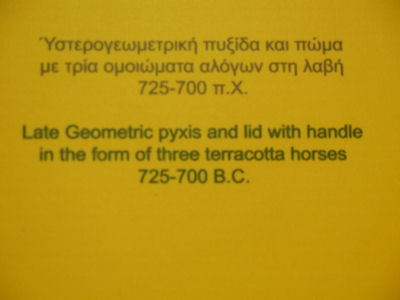 Ύστερογεωμετρική πυξίδα και πώμα
με τρία ομοιώματα αλόγων στη λαβή
725-700 π.Χ.
Late Geometric pyxis and lid with handle
in the form of three terracotta horses
725-700 B.C.